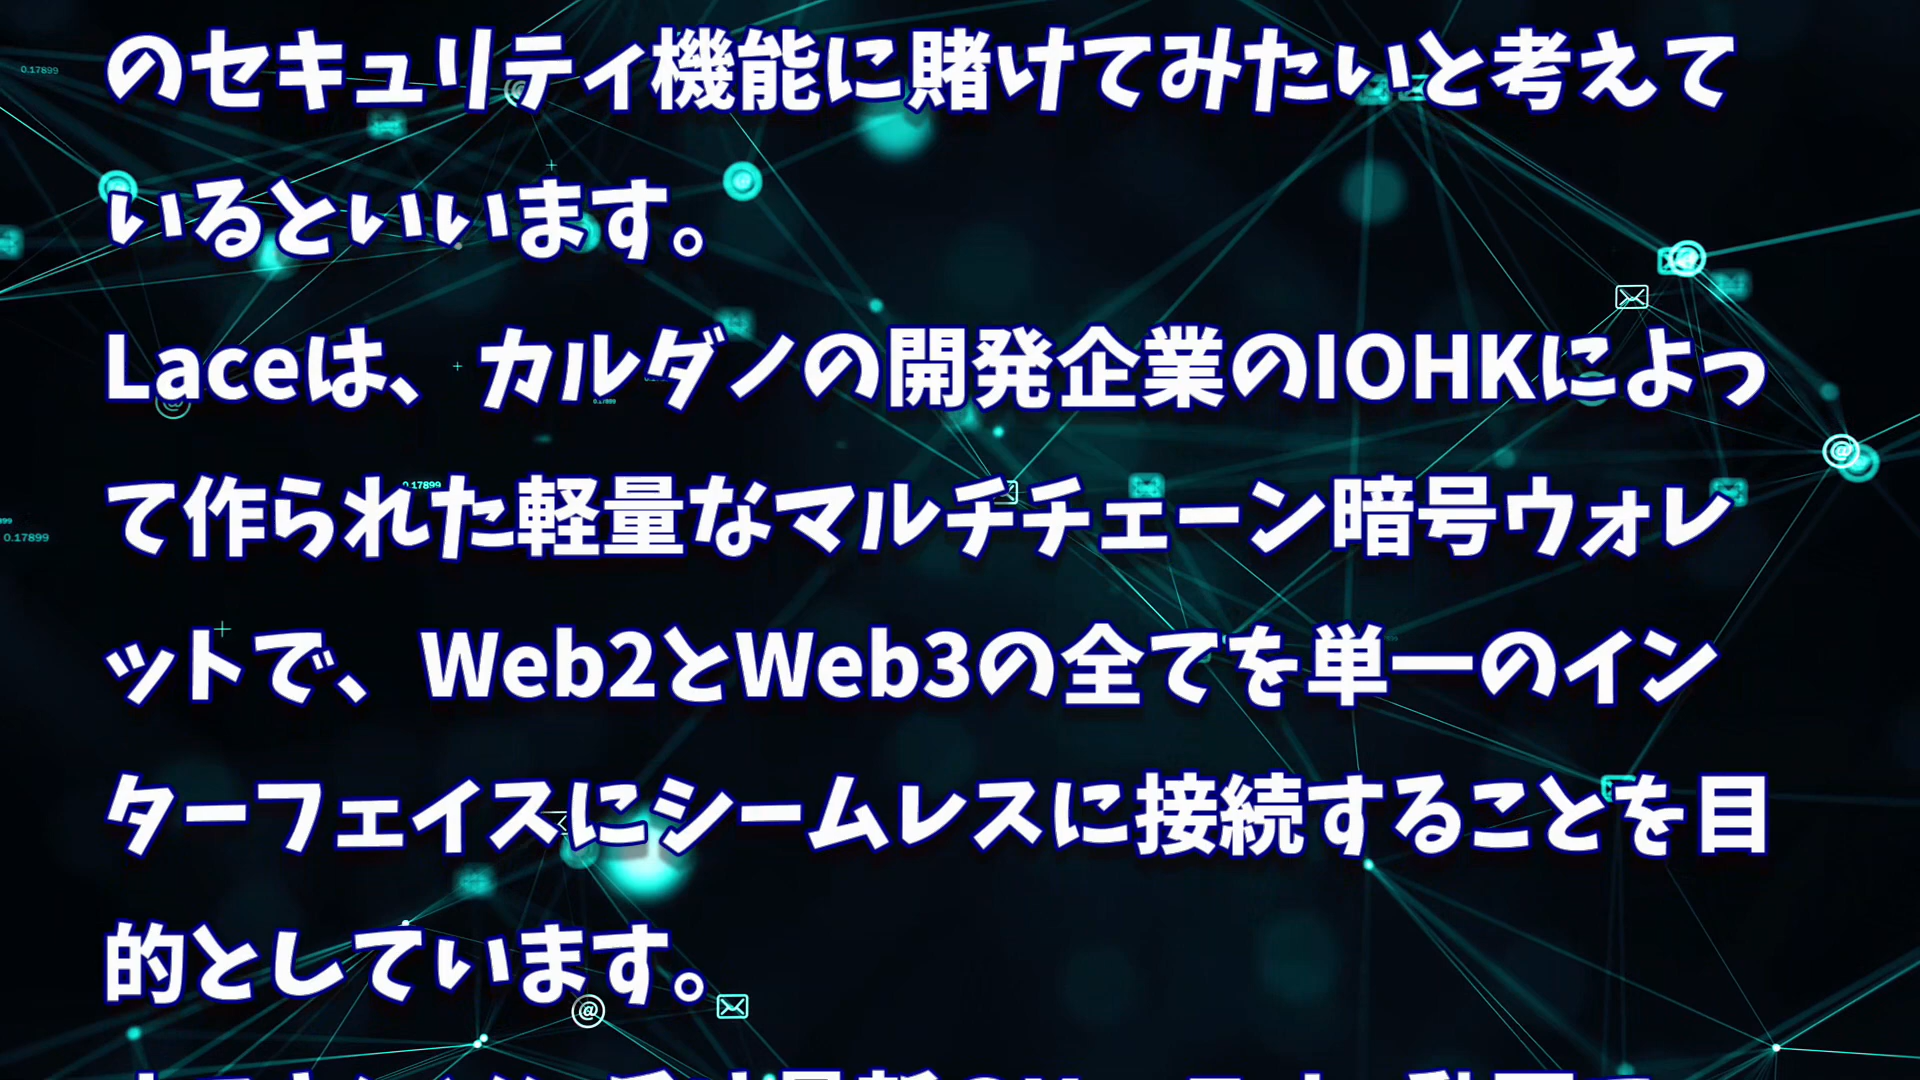 のセキュリティ機能に賭けてみたいと考えて
いるといいます。
Laceは、カルダノの開発企業のIOHKによっ
て作られた軽量なマルチチェーン暗号ウォレ
ットで、Web2とWeb3の全てを単一のイン
ターフェイスにシームレスに接続することを目
的としています。
0.17899
0.17899
0.17899